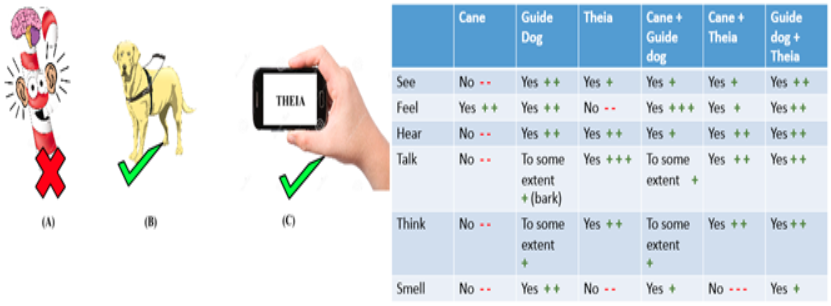 THEIA
(A)
(B)
(C)
Cane Guide Dog Theia Cane + Guide dog Cane + Theia Guide dog + Theia
See No -- Yes ++ Yes + Yes + Yes + Yes ++
Feel Yes ++ Yes ++ No -- Yes +++ Yes + Yes ++
Hear No -- Yes ++ Yes ++ Yes + Yes ++ Yes ++
Talk No -- To some extent + (bark) Yes +++ To some extent + Yes ++ Yes ++
Think No -- To some extent + Yes ++ To some extent + Yes ++ Yes ++
Smell No -- Yes ++ No -- Yes + No --- Yes +